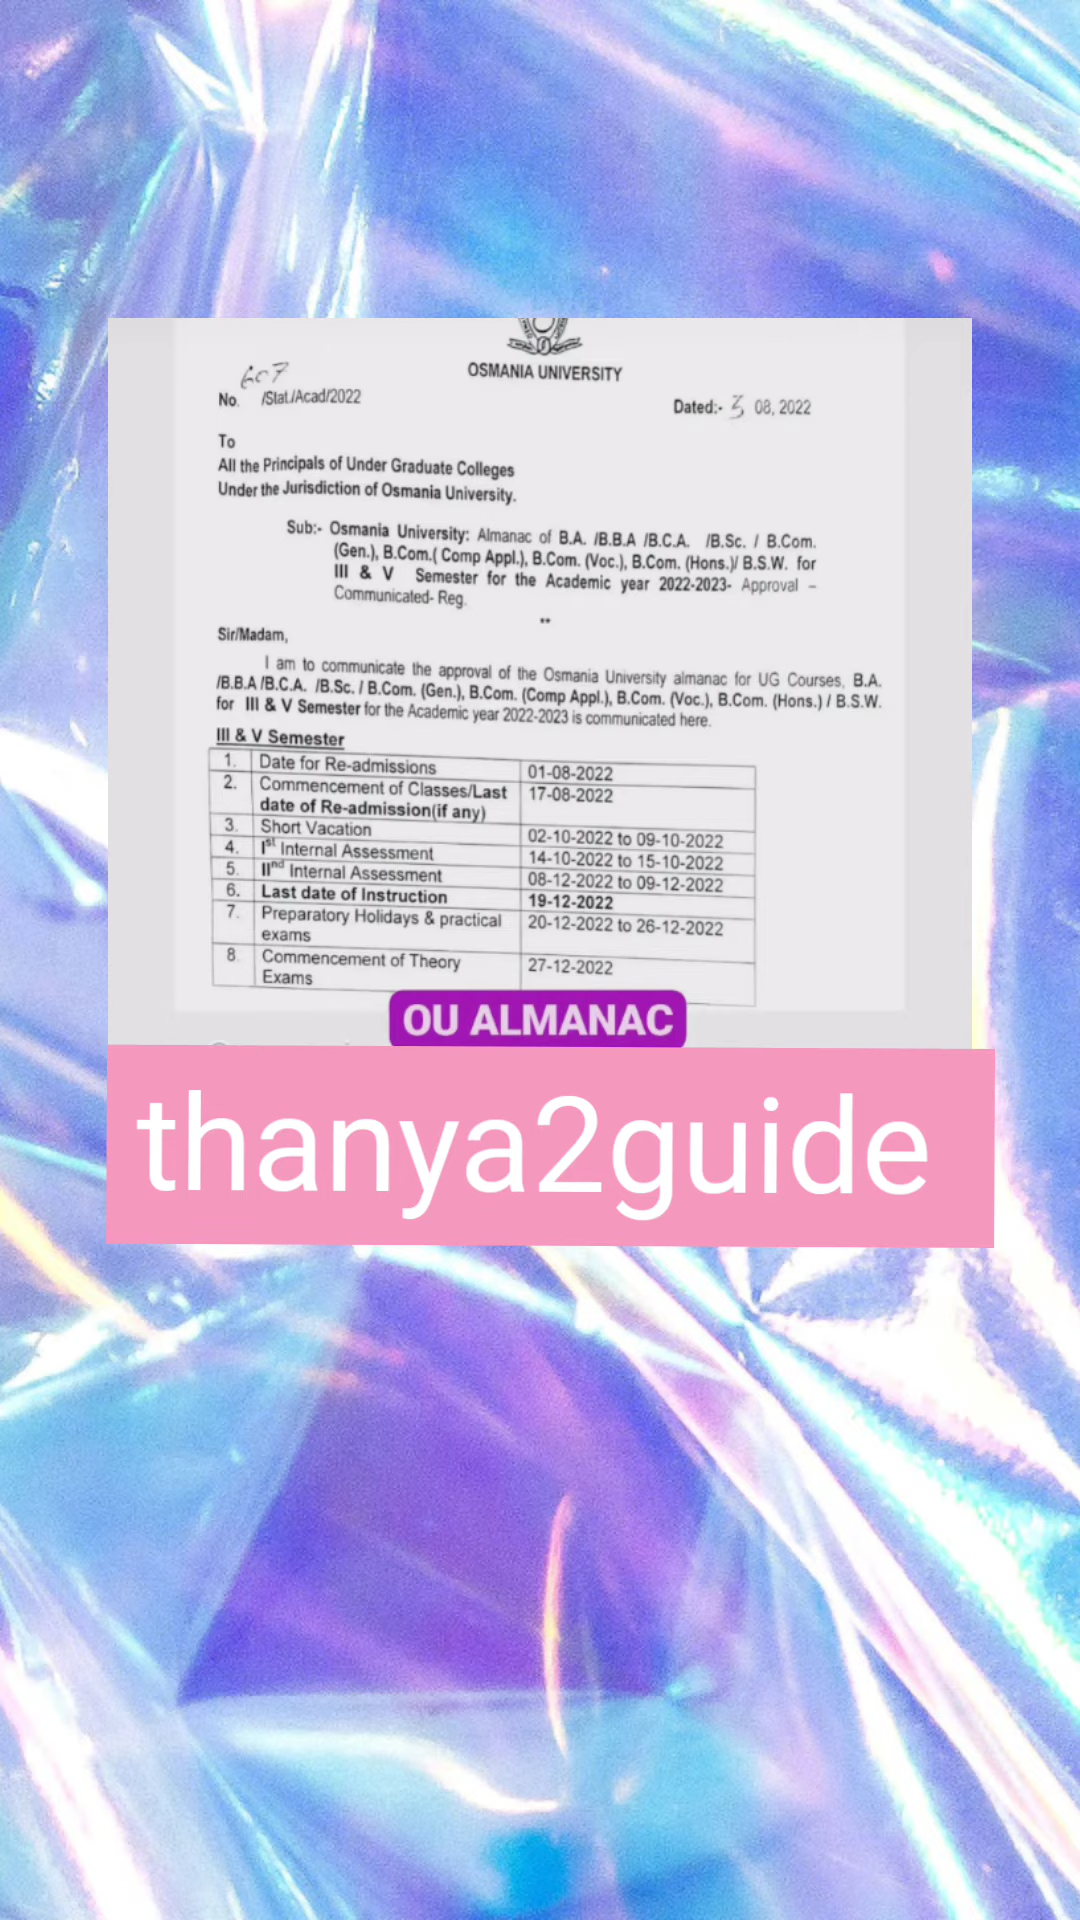 OSMANIA UNIVERSITY
607
No. /Stat./Acad/2022
Dated:- 3 08, 2022
To
All the Principals of Under Graduate Colleges
Under the Jurisdiction of Osmania University.
Sub:- Osmania University: Almanac of B.A. /B.B.A /B.C.A. /B.Sc. / B.Com.
(Gen.), B.Com.( Comp Appl.), B.Com. (Voc.), B.Com. (Hons.)/ B.S.W. for
III & V Semester for the Academic year 2022-2023- Approval –
Communicated- Reg.
**
Sir/Madam,
I am to communicate the approval of the Osmania University almanac for UG Courses, B.A.
/B.B.A /B.C.A. /B.Sc. / B.Com. (Gen.), B.Com. (Comp Appl.), B.Com. (Voc.), B.Com. (Hons.) / B.S.W.
for III & V Semester for the Academic year 2022-2023 is communicated here.
III & V Semester
1. Date for Re-admissions 01-08-2022
2. Commencement of Classes/Last 17-08-2022
date of Re-admission(if any)
3. Short Vacation 02-10-2022 to 09-10-2022
4. Ist Internal Assessment 14-10-2022 to 15-10-2022
5. IInd Internal Assessment 08-12-2022 to 09-12-2022
6. Last date of Instruction 19-12-2022
7. Preparatory Holidays & practical 20-12-2022 to 26-12-2022
exams
8 Commencement of Theory 27-12-2022
Exams
OU ALMANAC
thanya2guide